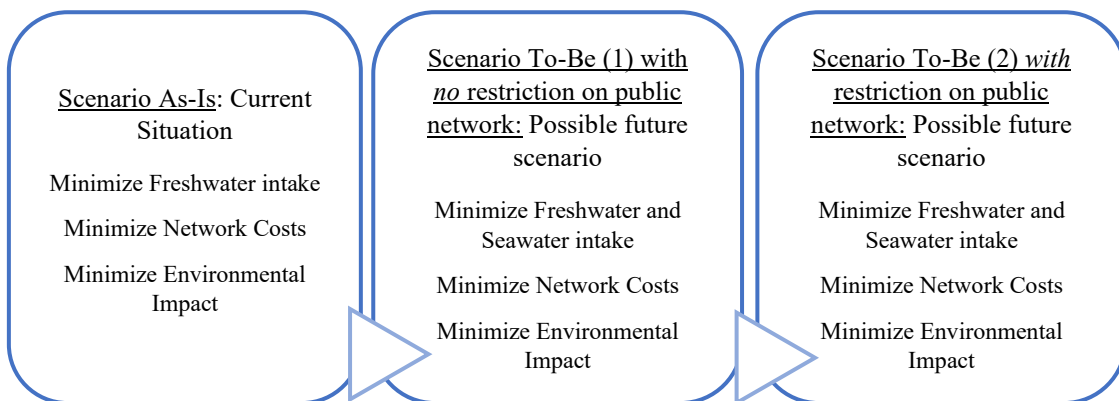 Scenario As-Is: Current
Situation
Minimize Freshwater intake
Minimize Network Costs
Minimize Environmental
Impact
Scenario To-Be (1) with
no restriction on public
network: Possible future
scenario
Minimize Freshwater and
Seawater intake
Minimize Network Costs
Minimize Environmental
Impact
Scenario To-Be (2) with
restriction on public
network: Possible future
scenario
Minimize Freshwater and
Seawater intake
Minimize Network Costs
Minimize Environmental
Impact